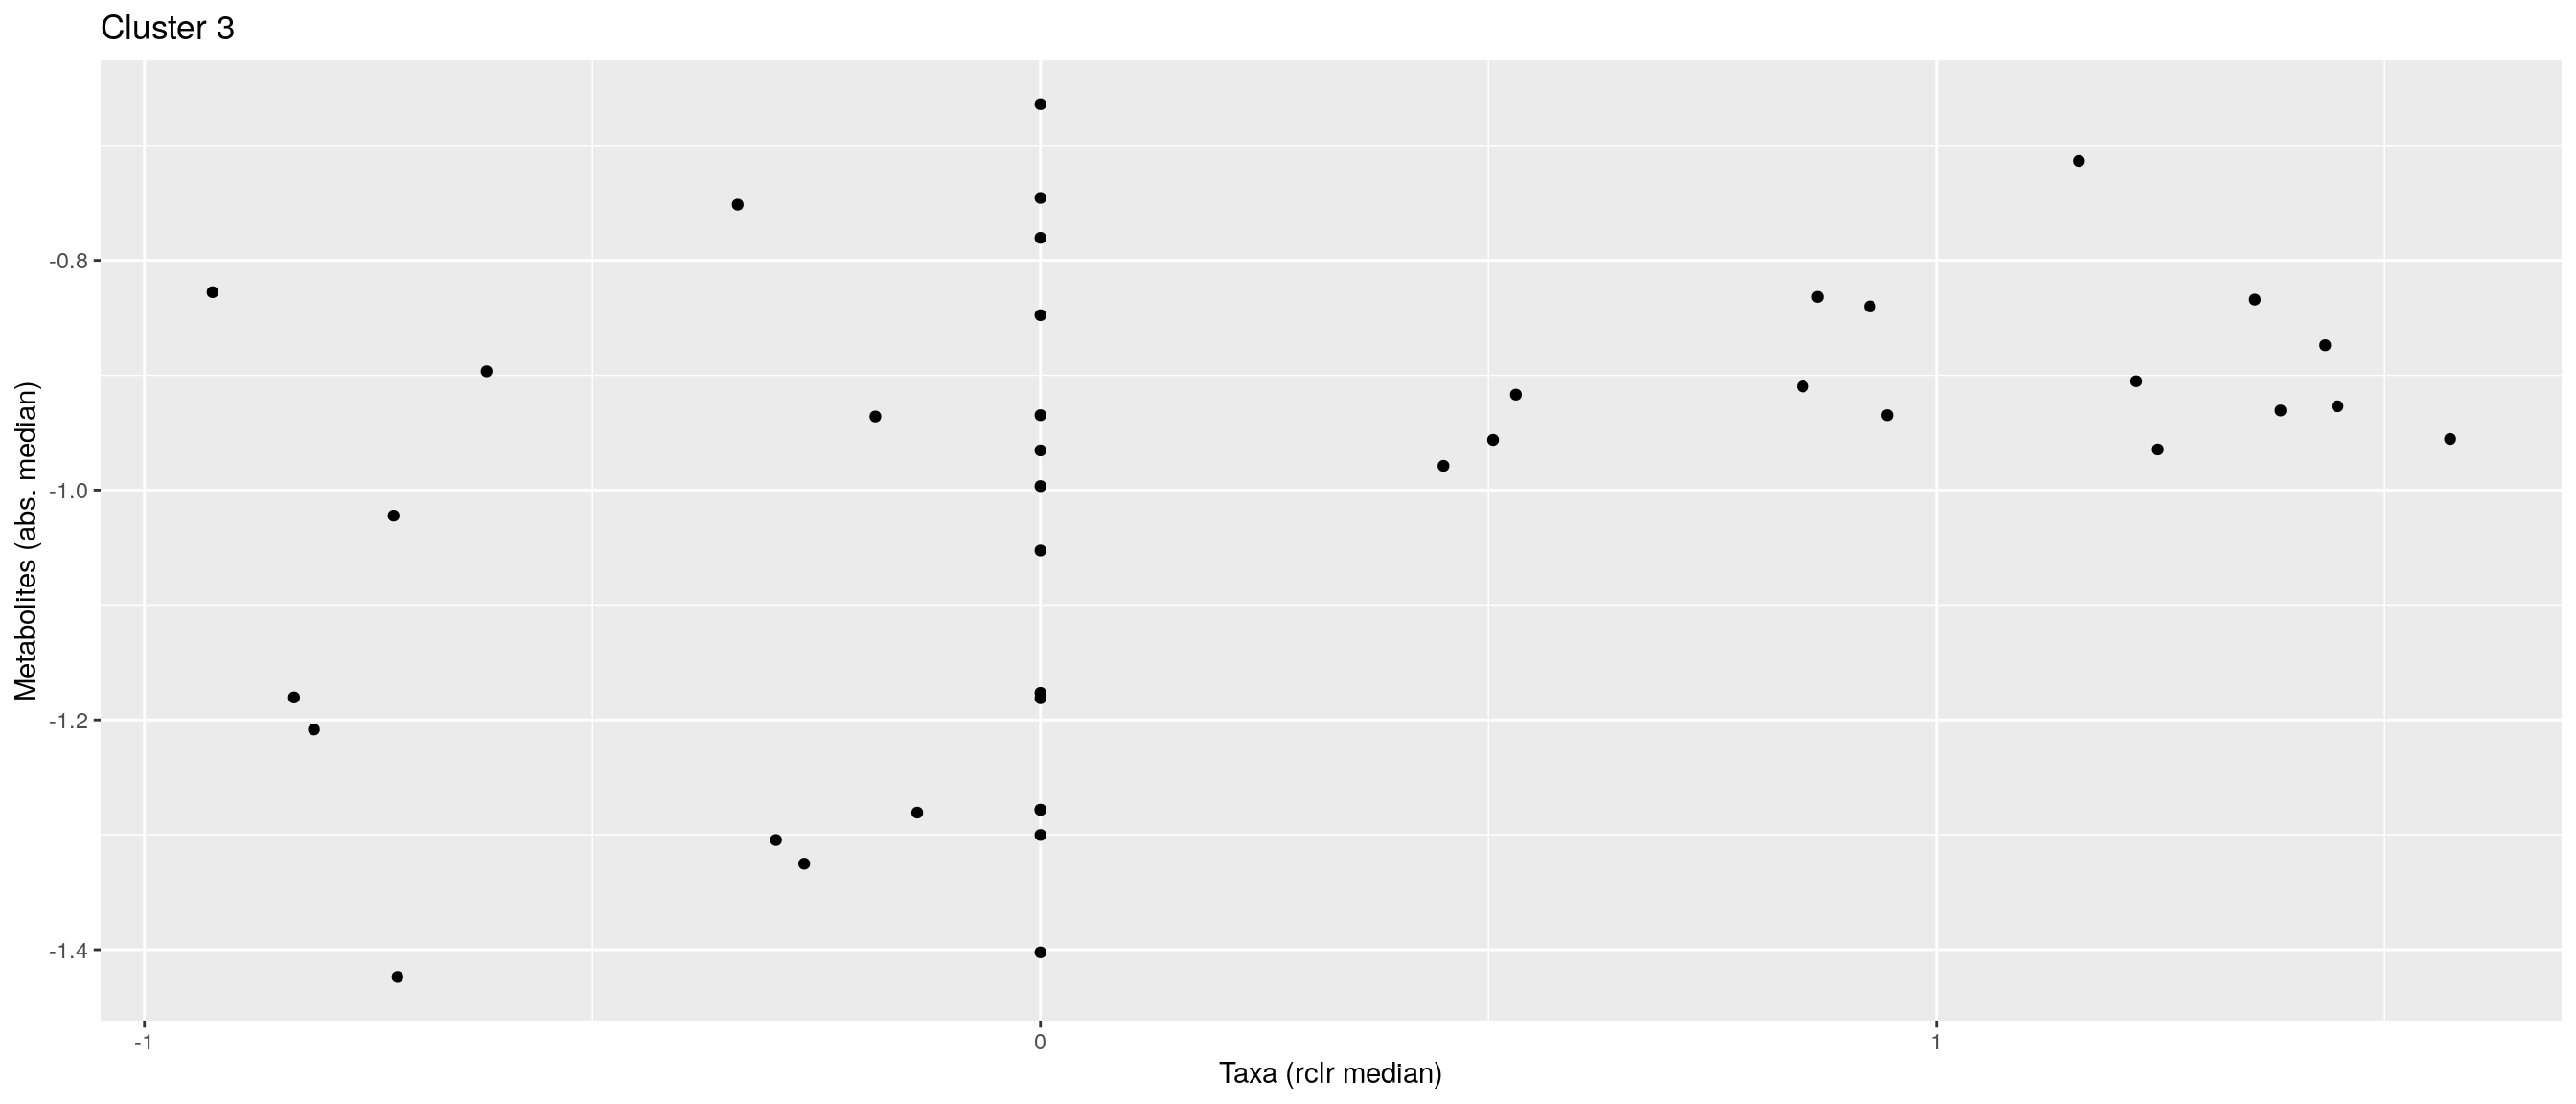 Cluster 3
Metabolites (abs. median)
-0.8
-1.0
-1.2
-1.4
-1
0
1
Taxa (rclr median)